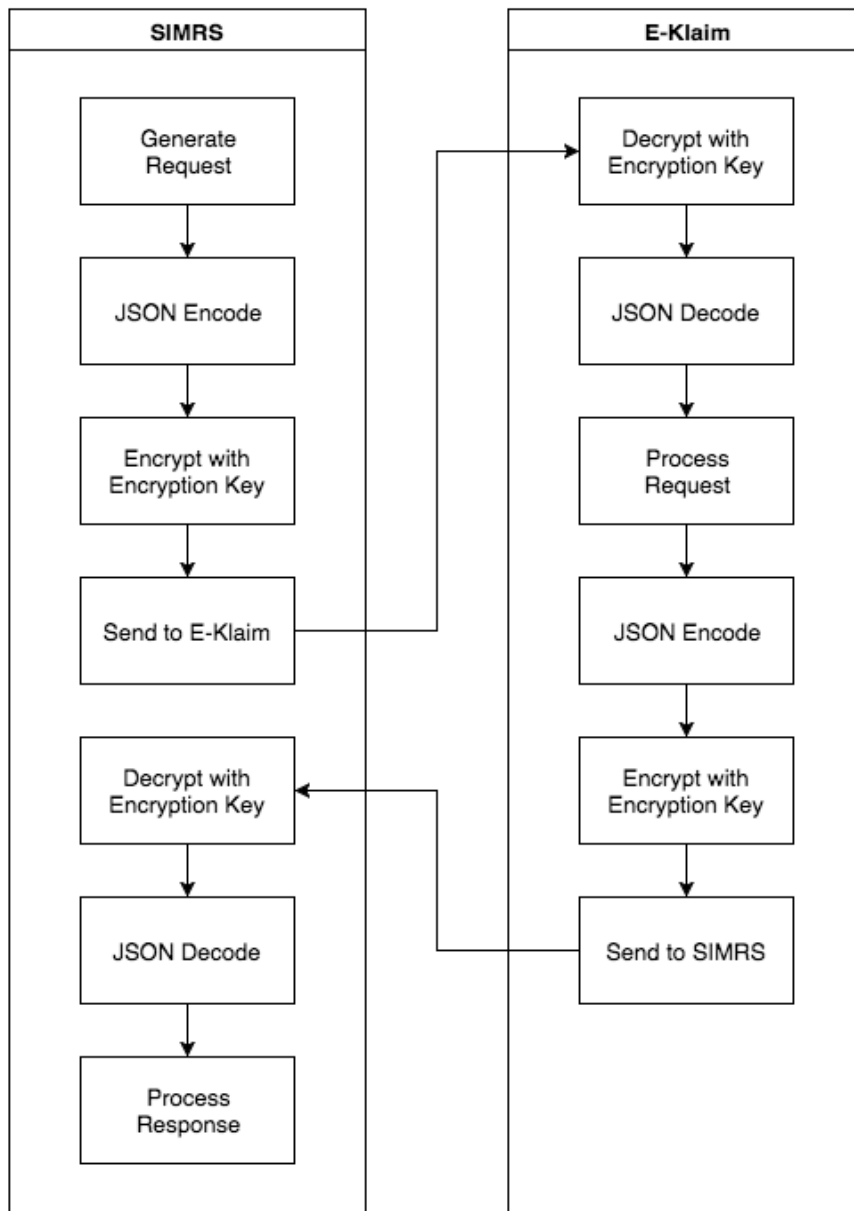 SIMRS
Generate
Request
JSON Encode
Encrypt with
Encryption Key
Send to E-Klaim
Decrypt with
Encryption Key
JSON Decode
Process
Response
E-Klaim
Decrypt with
Encryption Key
JSON Decode
Process
Request
JSON Encode
Encrypt with
Encryption Key
Send to SIMRS